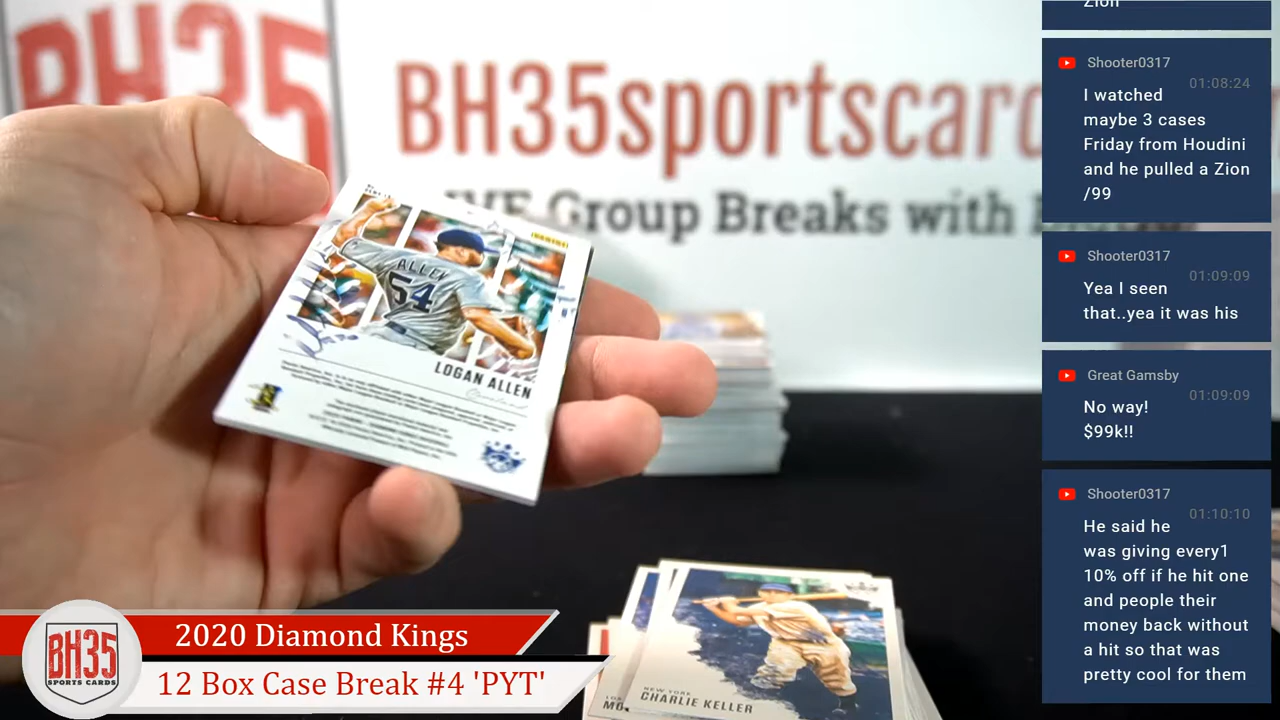 BH35
BH35sportscard
LIVE Group Breaks with
ALLEN
54
LOGAN ALLEN
Cleveland
NEW YORK
CHARLIE KELLER
BH35
SPORTS CARDS
2020 Diamond Kings
12 Box Case Break #4 'PYT'
Zion
Shooter0317
01:08:24
I watched
maybe 3 cases
Friday from Houdini
and he pulled a Zion
/99
Shooter0317
01:09:09
Yea I seen
that..yea it was his
Great Gamsby
01:09:09
No way!
$99k!!
Shooter0317
01:10:10
He said he
was giving every1
10% off if he hit one
and people their
money back without
a hit so that was
pretty cool for them